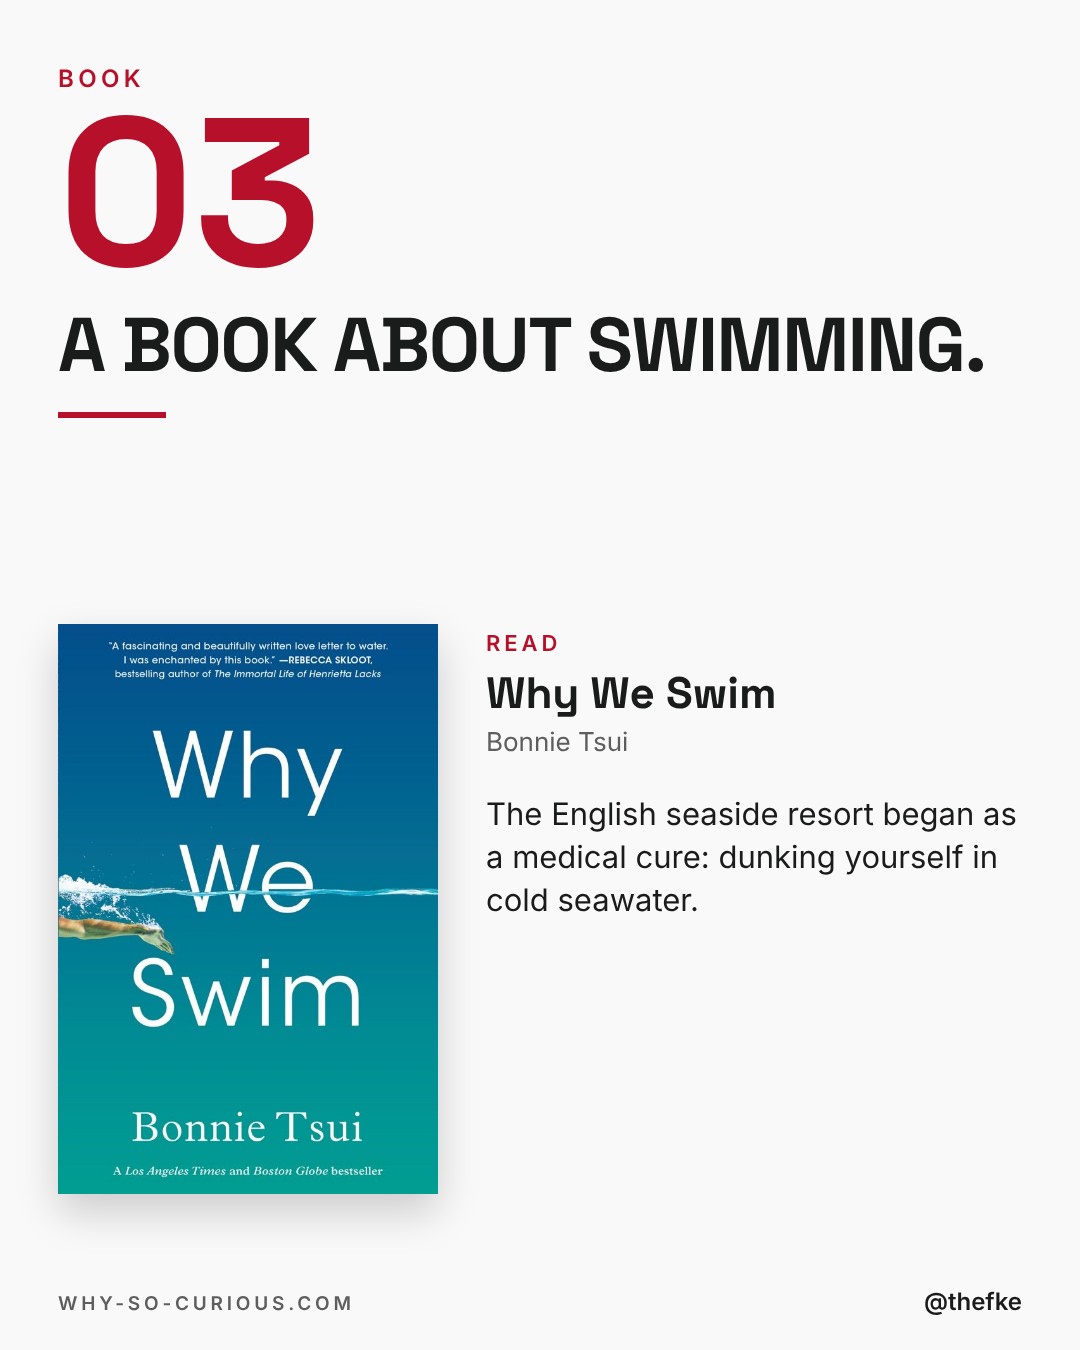 BOOK
03
A BOOK ABOUT SWIMMING.
"A fascinating and beautifully written love letter to water.
I was enchanted by this book." —REBECCA SKLOOT,
bestselling author of The Immortal Life of Henrietta Lacks
Why
We
Swim
Bonnie Tsui
A Los Angeles Times and Boston Globe bestseller
READ
Why We Swim
Bonnie Tsui
The English seaside resort began as
a medical cure: dunking yourself in
cold seawater.
WHY-SO-CURIOUS.COM
@thefke